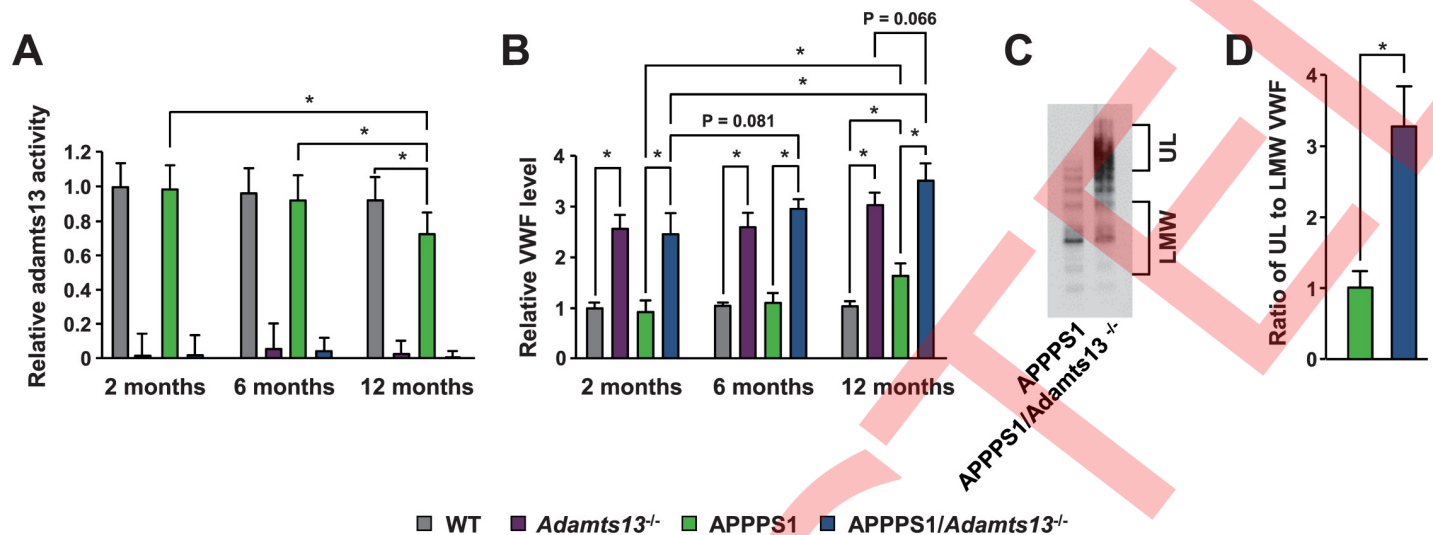 A
Relative adamts13 activity
1.2
1.0
0.8
0.6
0.4
0.2
0
*
*
*
2 months 6 months 12 months
B
Relative VWF level
4
3
2
1
0
P = 0.066
*
*
P = 0.081
*
* * * * * *
2 months 6 months 12 months
C
UL
LMW
APPPS1
APPPS1/Adamts13-/-
D
Ratio of UL to LMW VWF
4
3
2
1
0
*
WT Adamts13-/- APPPS1 APPPS1/Adamts13-/-